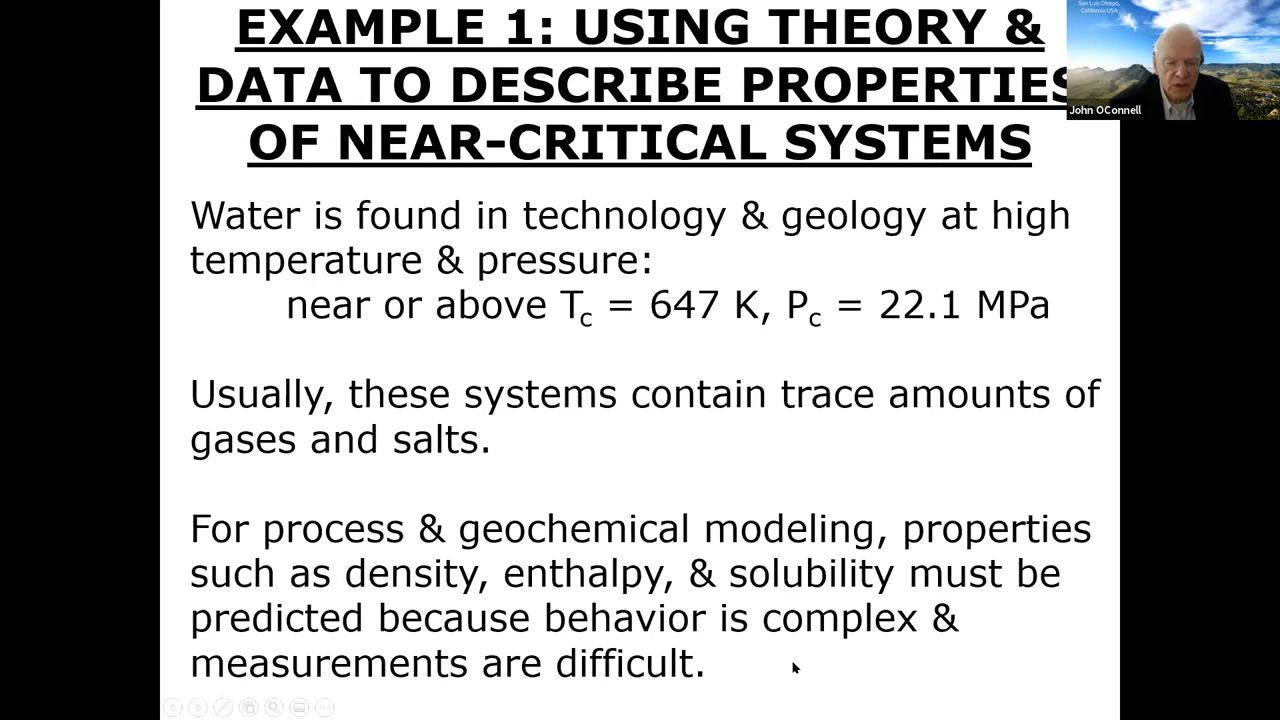 EXAMPLE 1: USING THEORY &
DATA TO DESCRIBE PROPERTIES
OF NEAR-CRITICAL SYSTEMS
San Luis Obispo,
California USA
John OConnell
Water is found in technology & geology at high
temperature & pressure:
near or above Tc = 647 K, Pc = 22.1 MPa
Usually, these systems contain trace amounts of
gases and salts.
For process & geochemical modeling, properties
such as density, enthalpy, & solubility must be
predicted because behavior is complex &
measurements are difficult.